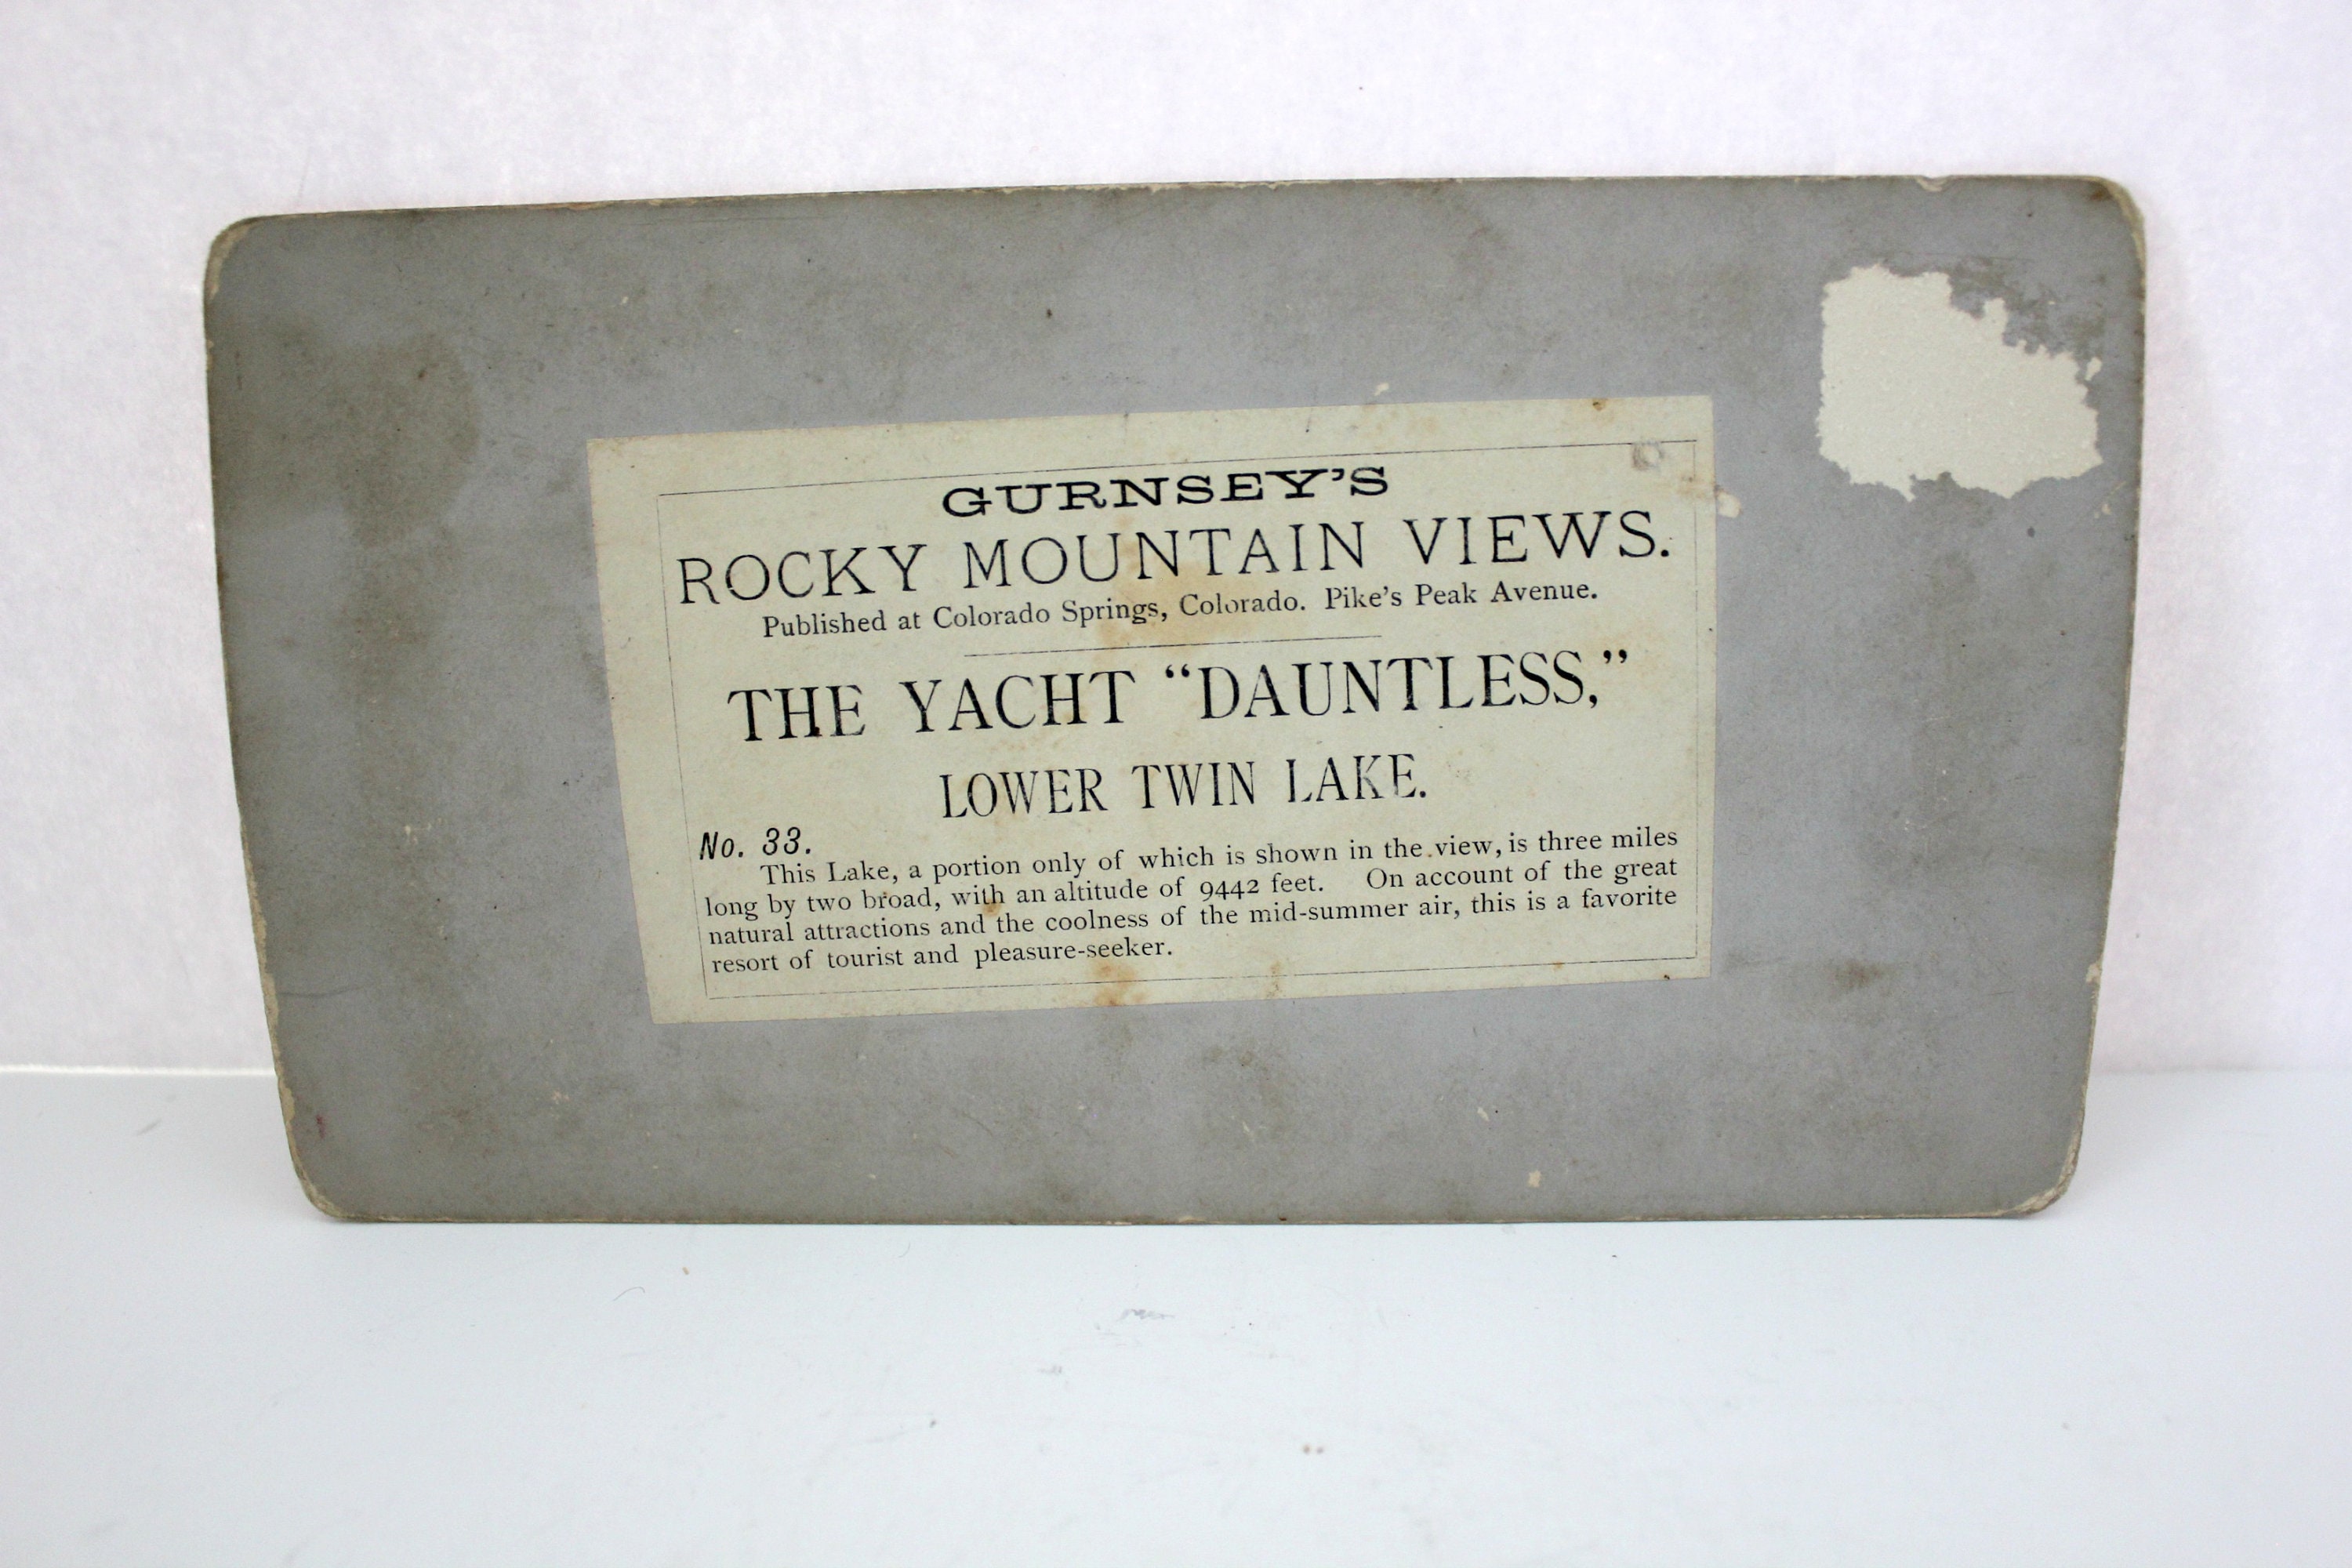 GURNSEY'S
ROCKY MOUNTAIN VIEWS.
Published at Colorado Springs, Colorado. Pike's Peak Avenue.
THE YACHT “DAUNTLESS,”
LOWER TWIN LAKE.
No. 33.
This Lake, a portion only of which is shown in the view, is three miles
long by two broad, with an altitude of 9442 feet. On account of the great
natural attractions and the coolness of the mid-summer air, this is a favorite
resort of tourist and pleasure-seeker.